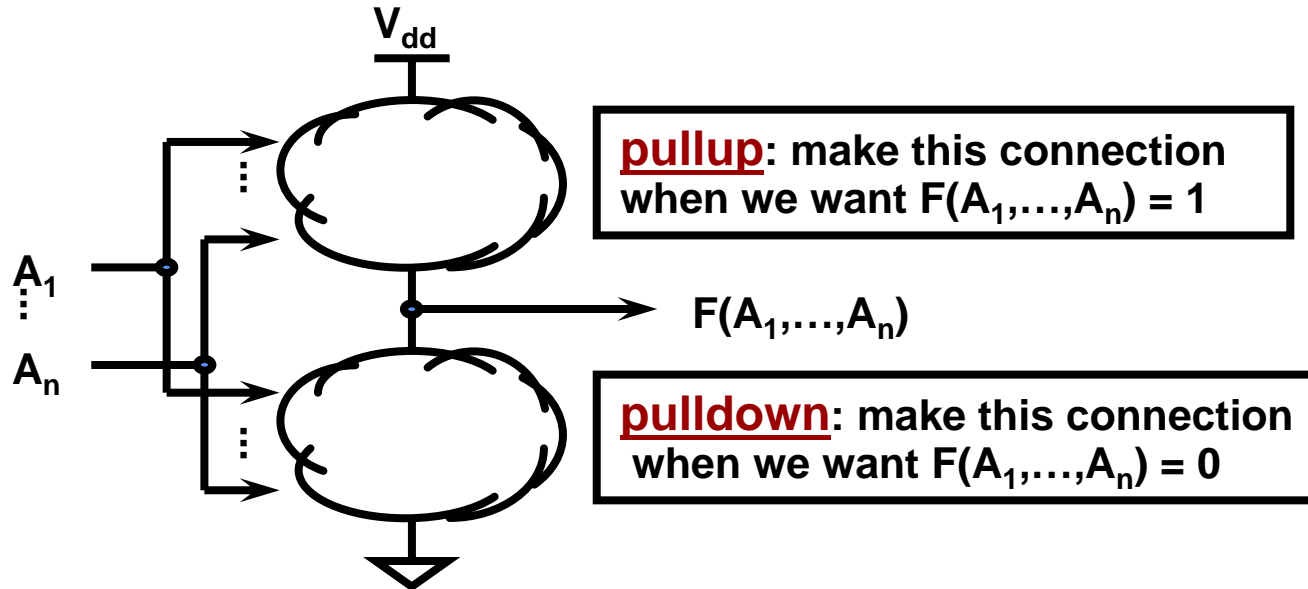 V_dd
pullup: make this connection
when we want F(A₁,…,Aₙ) = 1
A₁
⋮
Aₙ
F(A₁,…,Aₙ)
pulldown: make this connection
when we want F(A₁,…,Aₙ) = 0